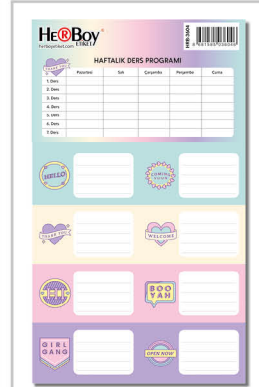 HERBoy®
ETİKET
herboyetiket.com
HRB-3604
THANK YOU
HAFTALIK DERS PROGRAMI
Pazartesi Salı Çarşamba Perşembe Cuma
1. Ders
2. Ders
3. Ders
4. Ders
5. Ders
6. Ders
7. Ders
HELLO
COMING SOON
THANK YOU
WELCOME
BOO
YAH
GIRL
GANG
OPEN NOW